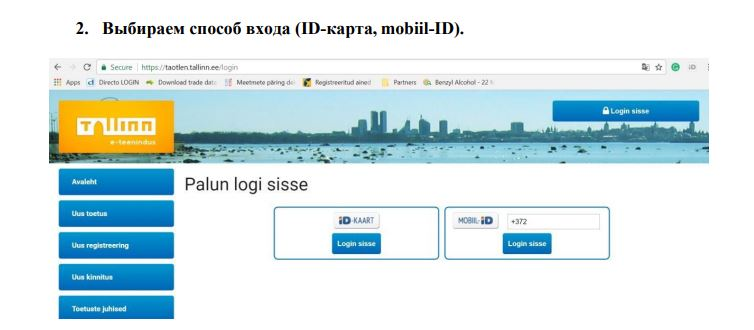 2. Выбираем способ входа (ID-карта, mobiil-ID).
Secure https://taotlen.tallinn.ee/login
Apps Directo LOGIN Download trade data Meetmete päring de Registreeritud ained Partners Benzyl Alcohol - 22
TALLINN
e-teenindus
Login sisse
Avaleht
Uus toetus
Uus registreering
Uus kinnitus
Toetuste juhised
Palun logi sisse
iD-KAART
Login sisse
MOBIIL-iD +372
Login sisse